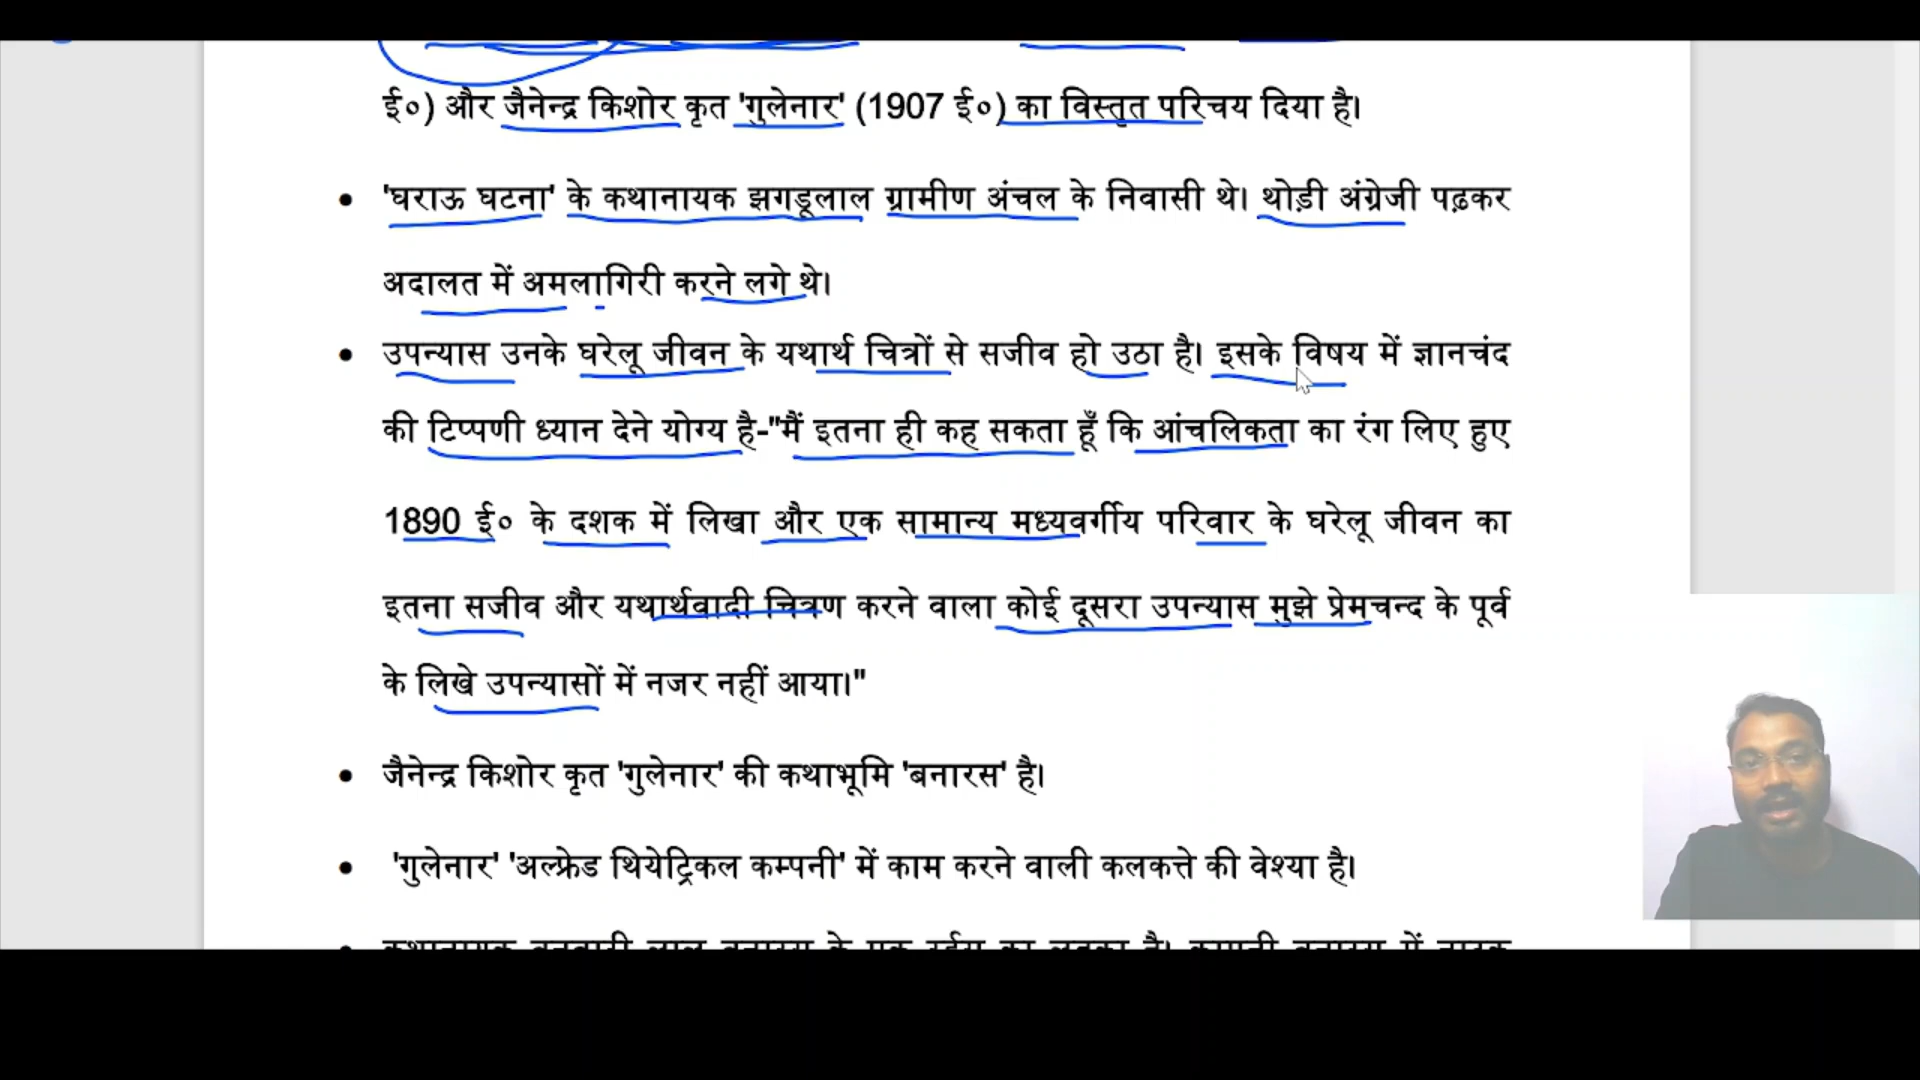 ई०) और जैनेन्द्र किशोर कृत 'गुलेनार' (1907 ई०) का विस्तृत परिचय दिया है।
• 'घराऊ घटना' के कथानायक झगडूलाल ग्रामीण अंचल के निवासी थे। थोड़ी अंग्रेजी पढ़कर
अदालत में अमलागिरी करने लगे थे।
• उपन्यास उनके घरेलू जीवन के यथार्थ चित्रों से सजीव हो उठा है। इसके विषय में ज्ञानचंद
की टिप्पणी ध्यान देने योग्य है-"मैं इतना ही कह सकता हूँ कि आंचलिकता का रंग लिए हुए
1890 ई० के दशक में लिखा और एक सामान्य मध्यवर्गीय परिवार के घरेलू जीवन का
इतना सजीव और यथार्थवादी चित्रण करने वाला कोई दूसरा उपन्यास मुझे प्रेमचन्द के पूर्व
के लिखे उपन्यासों में नजर नहीं आया।"
• जैनेन्द्र किशोर कृत 'गुलेनार' की कथाभूमि 'बनारस' है।
• 'गुलेनार' 'अल्फ्रेड थियेट्रिकल कम्पनी' में काम करने वाली कलकत्ते की वेश्या है।